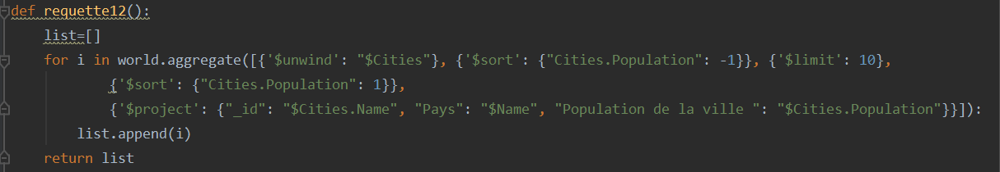 def requette12():
    list=[]
    for i in world.aggregate([{'$unwind': "$Cities"}, {'$sort': {"Cities.Population": -1}}, {'$limit': 10},
            {'$sort': {"Cities.Population": 1}},
            {'$project': {"_id": "$Cities.Name", "Pays": "$Name", "Population de la ville ": "$Cities.Population"}}]):
        list.append(i)
    return list